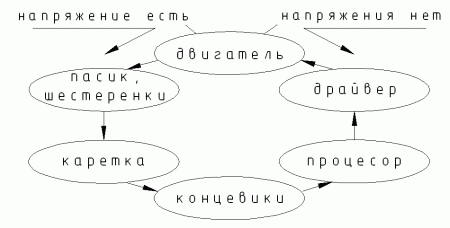 напряжение есть
напряжения нет
двигатель
пасик,
шестеренки
драйвер
каретка
процесор
концевики